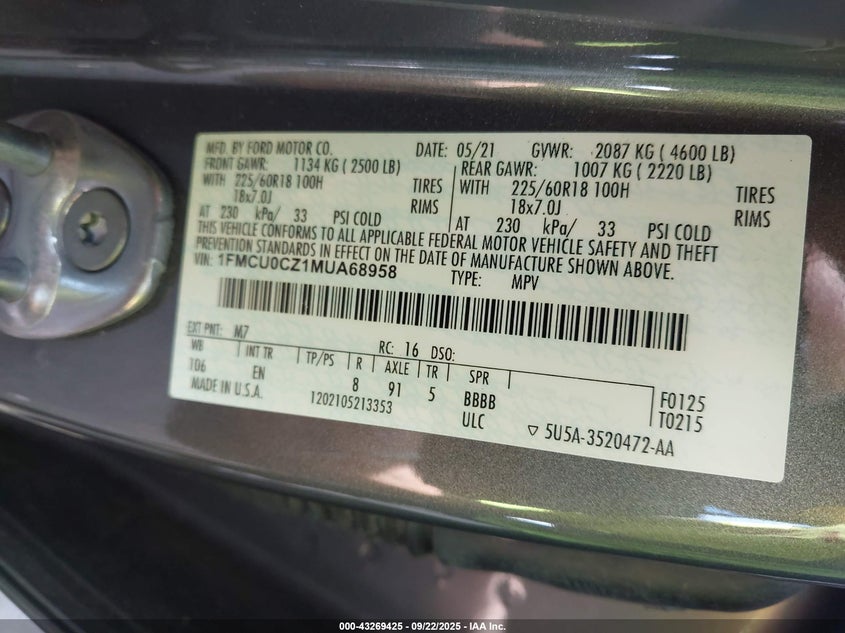 MFD. BY FORD MOTOR CO. DATE: 05/21 GVWR: 2087 KG ( 4600 LB)
FRONT GAWR: 1134 KG ( 2500 LB) REAR GAWR: 1007 KG ( 2220 LB)
WITH 225/60R18 100H TIRES WITH 225/60R18 100H TIRES
18x7.0J RIMS 18x7.0J RIMS
AT 230 kPa/ 33 PSI COLD AT 230 kPa/ 33 PSI COLD
THIS VEHICLE CONFORMS TO ALL APPLICABLE FEDERAL MOTOR VEHICLE SAFETY AND THEFT
PREVENTION STANDARDS IN EFFECT ON THE DATE OF MANUFACTURE SHOWN ABOVE.
VIN: 1FMCU0CZ1MUA68958 TYPE: MPV
EXT PNT: M7 RC: 16 DSO:
WB INT TR TP/PS R AXLE TR SPR
T06 EN 8 91 5 BBBB F0125
MADE IN U.S.A. 1202105213353 ULC T0215
▽ 5U5A-3520472-AA
000-43269425 - 09/22/2025 - IAA Inc.